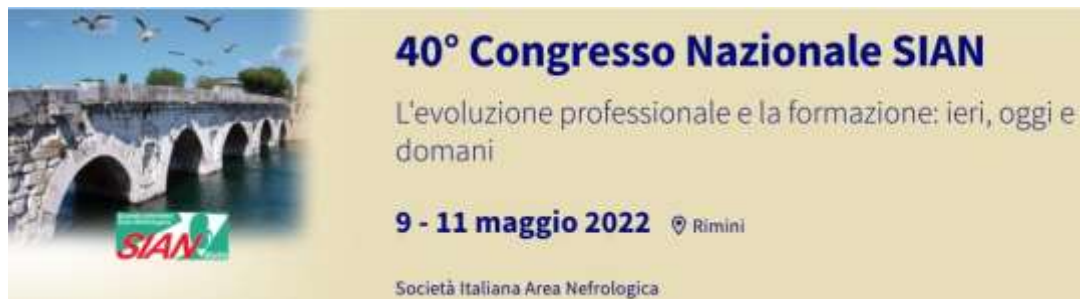 40° Congresso Nazionale SIAN
L'evoluzione professionale e la formazione: ieri, oggi e
domani
9 - 11 maggio 2022 Rimini
SIAN
Società Italiana Area Nefrologica